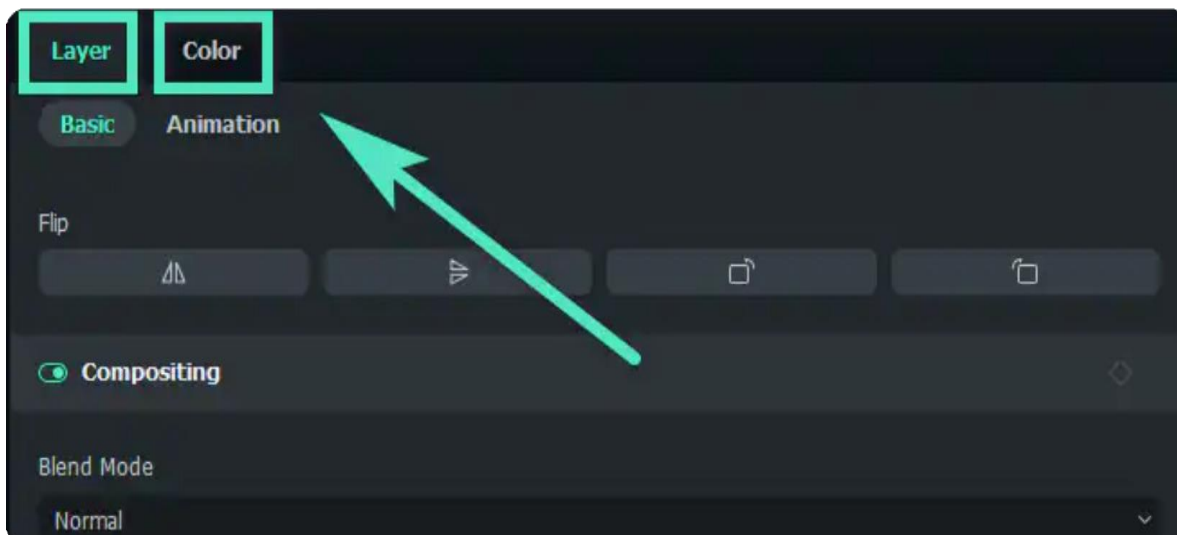 Layer Color
Basic Animation
Flip
Compositing
Blend Mode
Normal